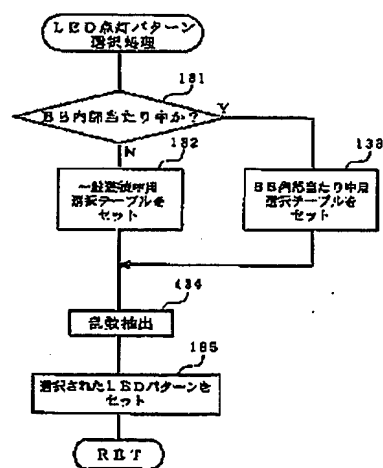 LED点灯パターン
選択処理
181
BB内部当たり中か?
Y
N
182
一般遊技中用
選択テーブルを
セット
183
BB内部当たり中用
選択テーブルを
セット
184
乱数抽出
185
選択されたLEDパターンを
セット
RET